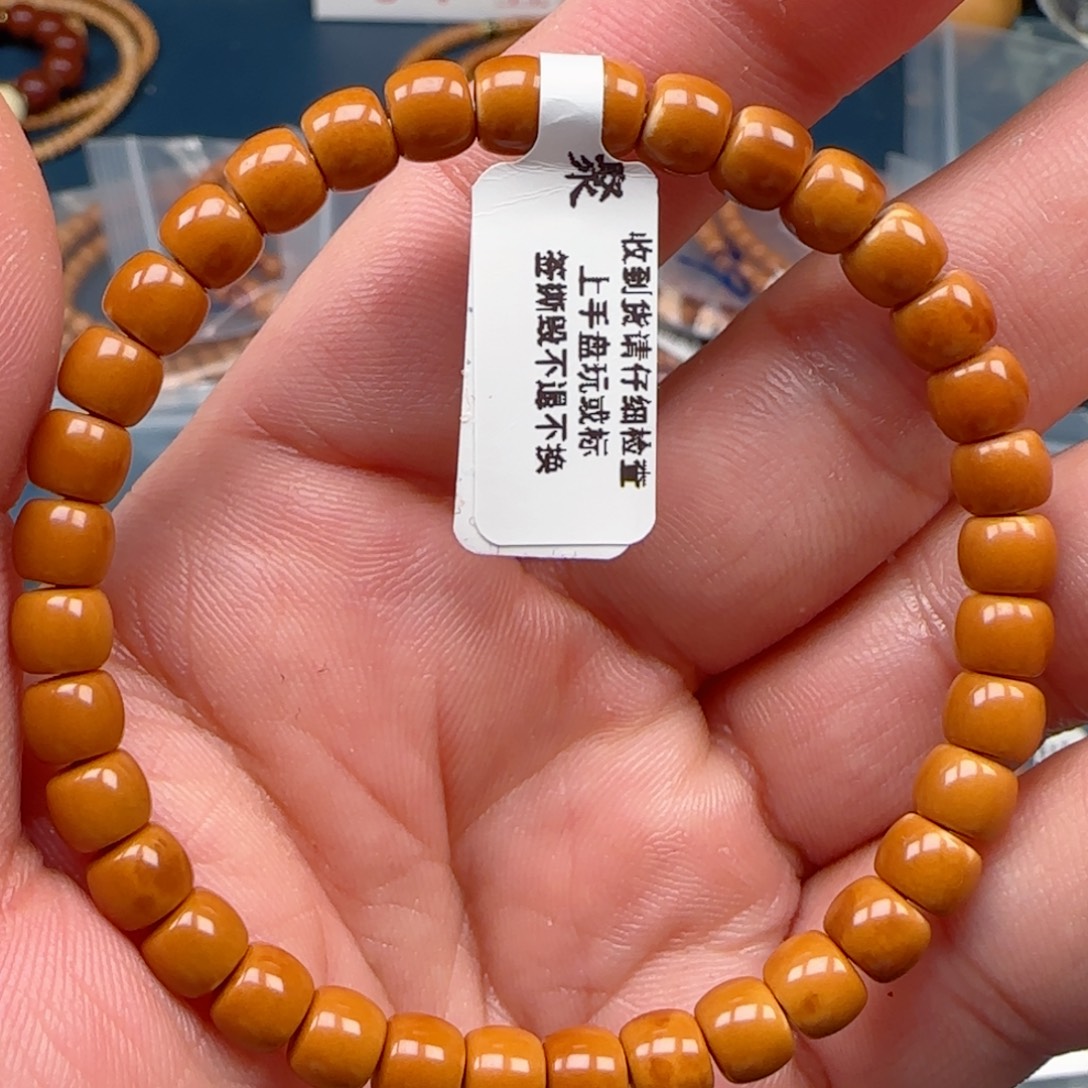 桑
收到货请仔细检查
上手盘玩或标
签撕毁不退不换